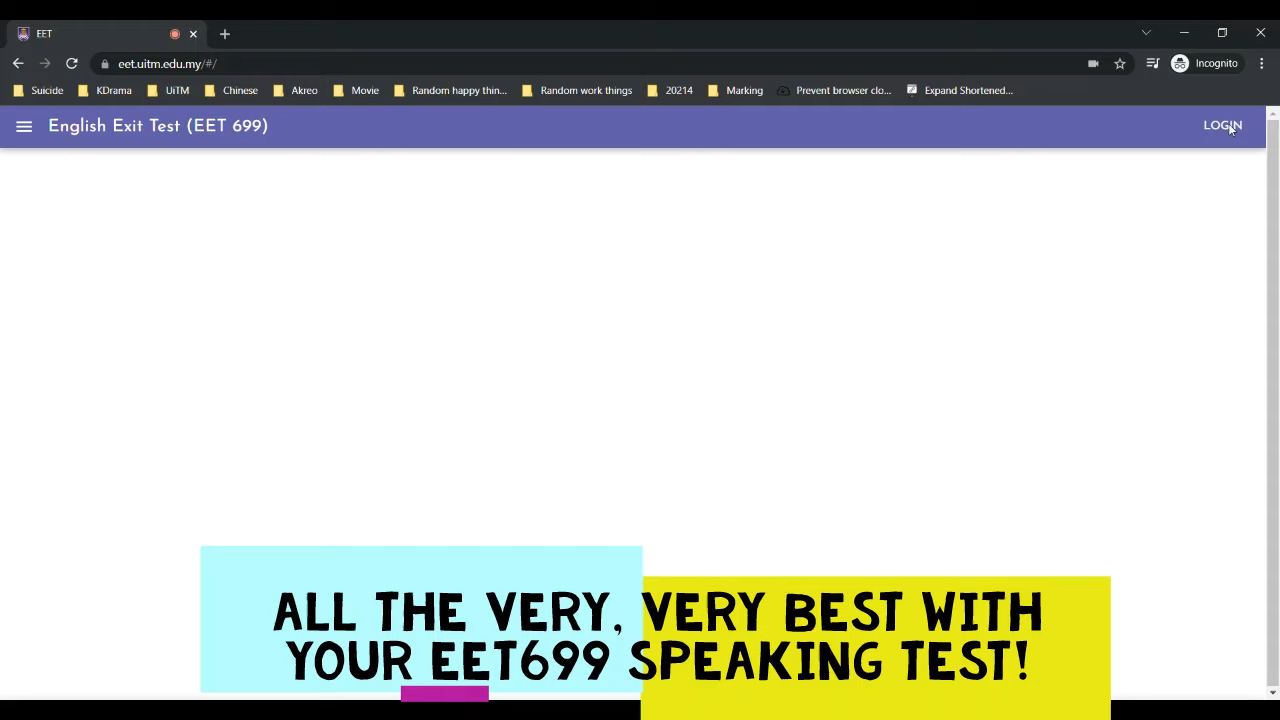 EET
eet.uitm.edu.my/#/
Incognito
Suicide
KDrama
UiTM
Chinese
Akreo
Movie
Random happy thin...
Random work things
20214
Marking
Prevent browser clo...
Expand Shortened...
English Exit Test (EET 699)
LOGIN
ALL THE VERY, VERY BEST WITH
YOUR EET699 SPEAKING TEST!